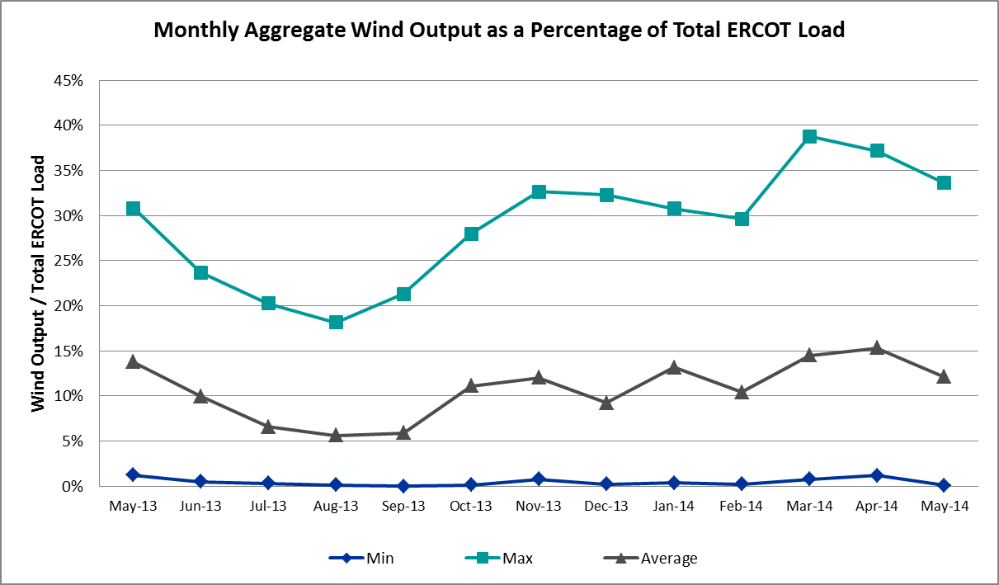 Monthly Aggregate Wind Output as a Percentage of Total ERCOT Load
Wind Output / Total ERCOT Load
45%
40%
35%
30%
25%
20%
15%
10%
5%
0%
May-13 Jun-13 Jul-13 Aug-13 Sep-13 Oct-13 Nov-13 Dec-13 Jan-14 Feb-14 Mar-14 Apr-14 May-14
Min Max Average